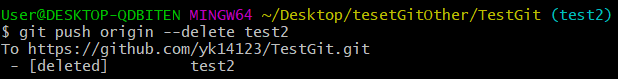 User@DESKTOP-QDBITEN MINGW64 ~/Desktop/tesetGitOther/TestGit (test2)
$ git push origin --delete test2
To https://github.com/yk14123/TestGit.git
 - [deleted]         test2